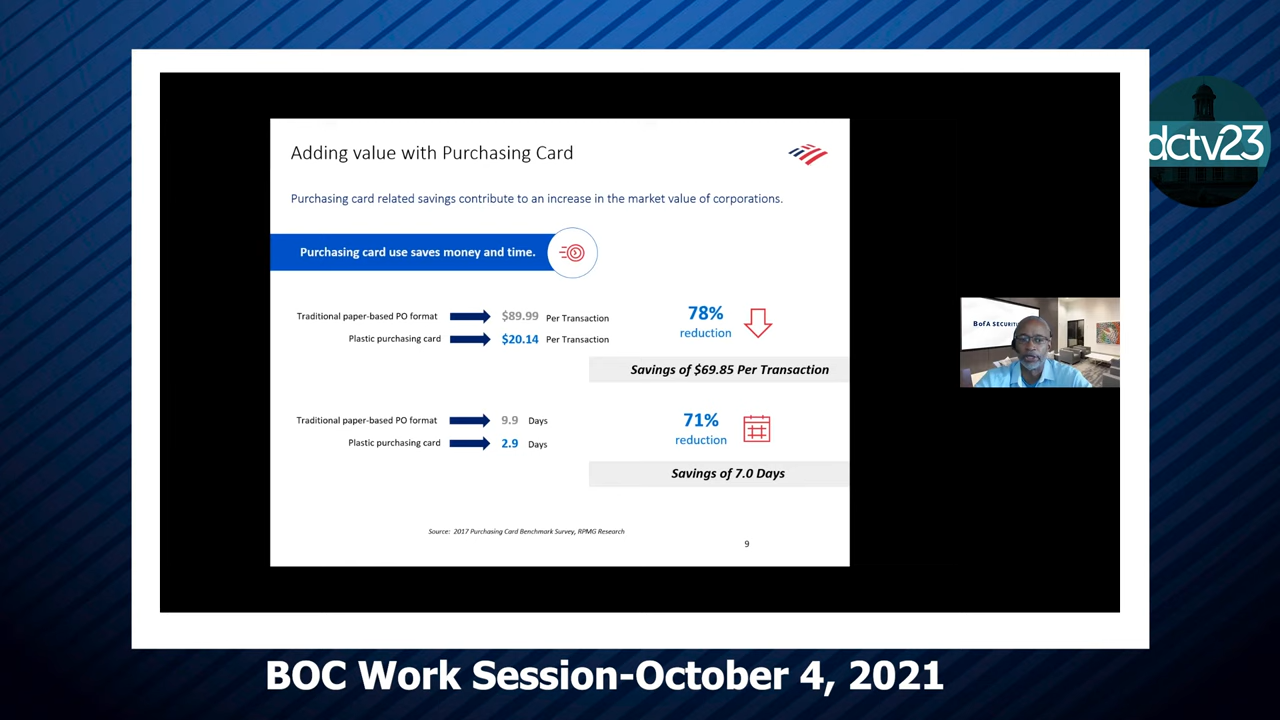 Adding value with Purchasing Card
Purchasing card related savings contribute to an increase in the market value of corporations.
Purchasing card use saves money and time.
Traditional paper-based PO format $89.99 Per Transaction
Plastic purchasing card $20.14 Per Transaction
78%
reduction
Savings of $69.85 Per Transaction
Traditional paper-based PO format 9.9 Days
Plastic purchasing card 2.9 Days
71%
reduction
Savings of 7.0 Days
Source: 2017 Purchasing Card Benchmark Survey, RPMG Research
9
dctv23
BOC Work Session-October 4, 2021